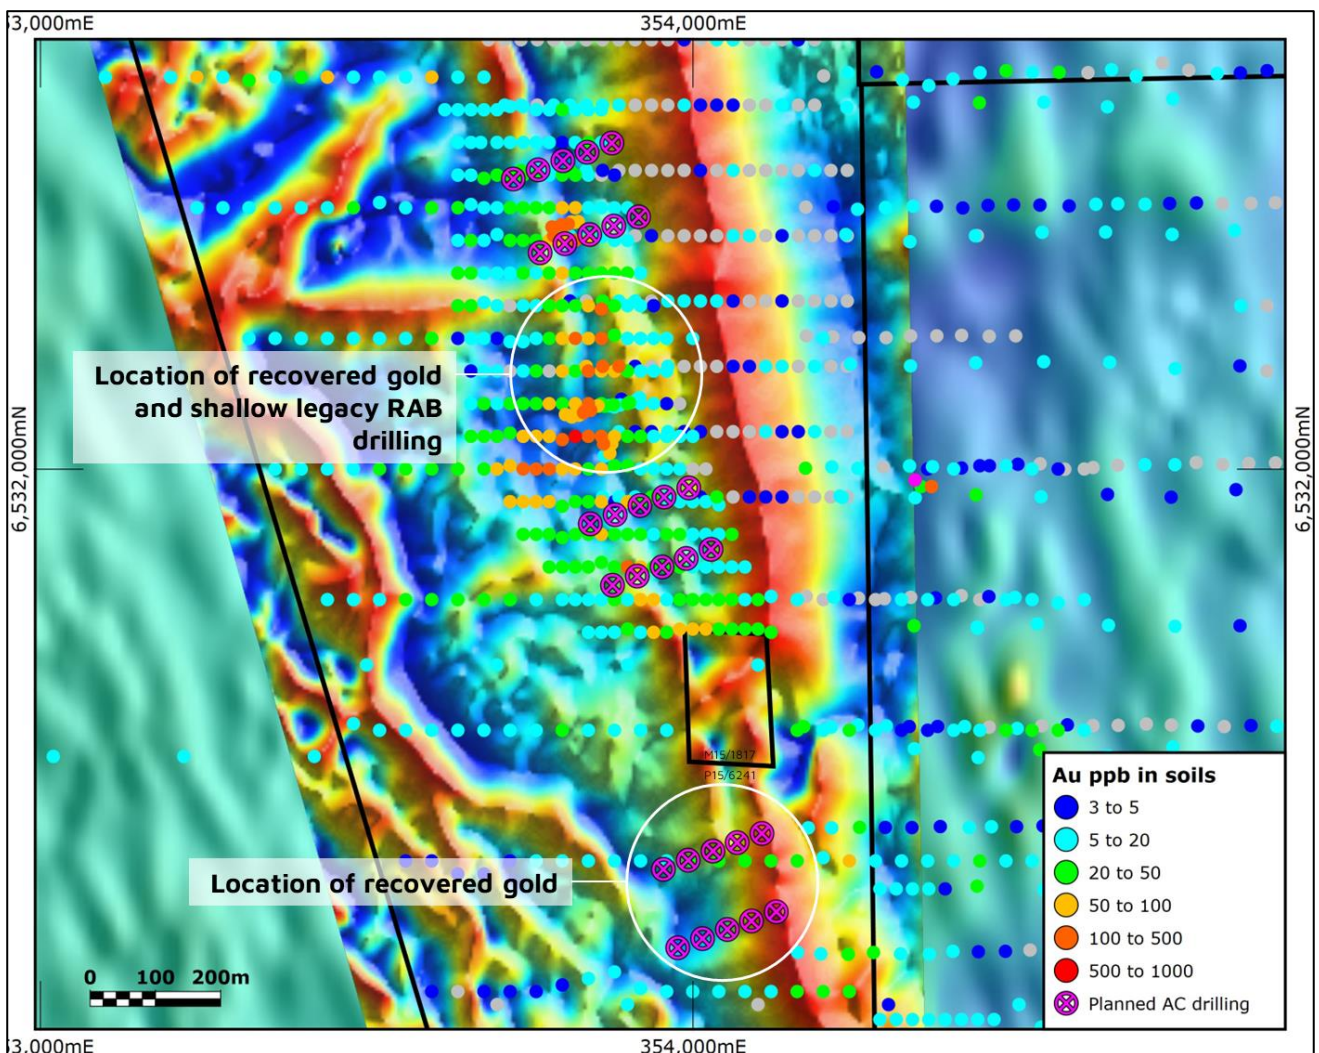 3,000mE
354,000mE
Location of recovered gold
and shallow legacy RAB
drilling
6,532,000mN
6,532,000mN
M15/1817
P15/6241
Location of recovered gold
0 100 200m
Au ppb in soils
3 to 5
5 to 20
20 to 50
50 to 100
100 to 500
500 to 1000
Planned AC drilling
3,000mE
354,000mE